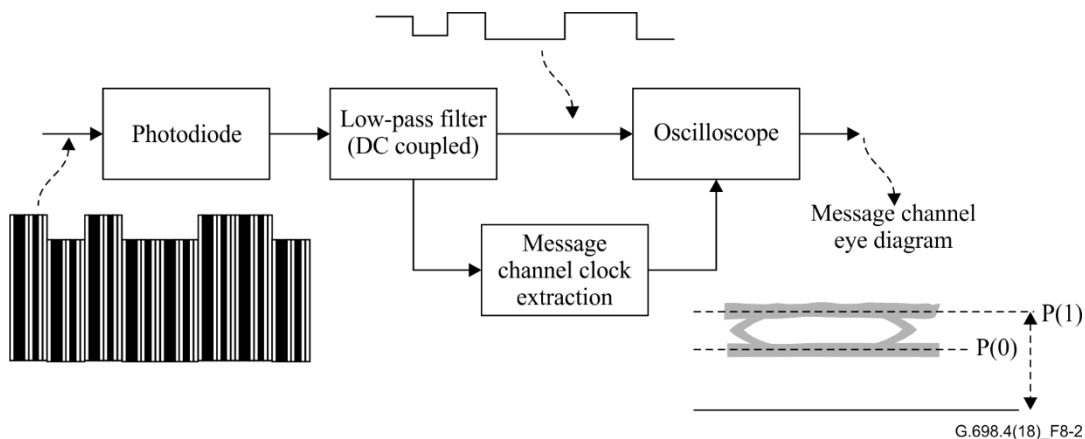 Photodiode
Low-pass filter
(DC coupled)
Oscilloscope
Message
channel clock
extraction
Message channel
eye diagram
P(1)
P(0)
G.698.4(18)_F8-2